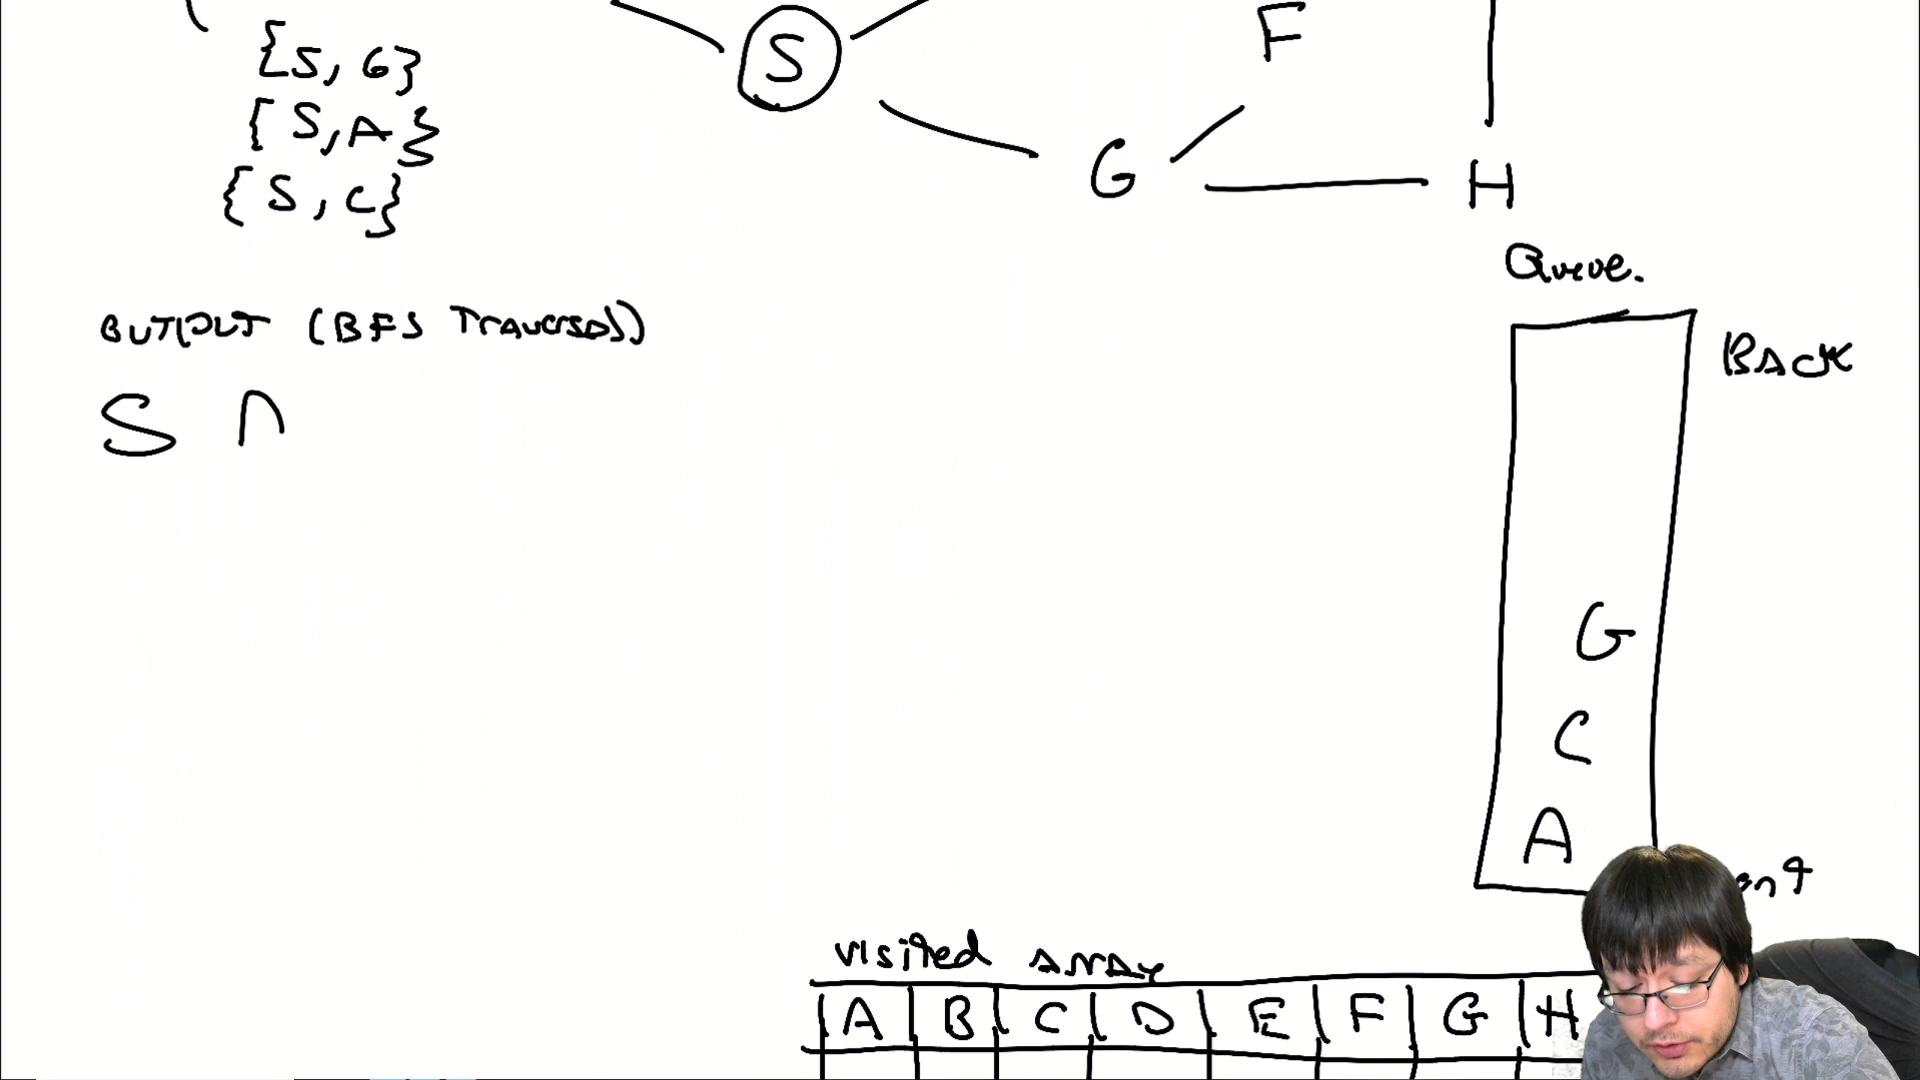 {S, G}
{S, A}
{S, C}
S
F
G
H
Queue.
OUTPUT (BFS Traversal)
BACK
S
G
C
A
visited ARRAY
A B C D E F G H